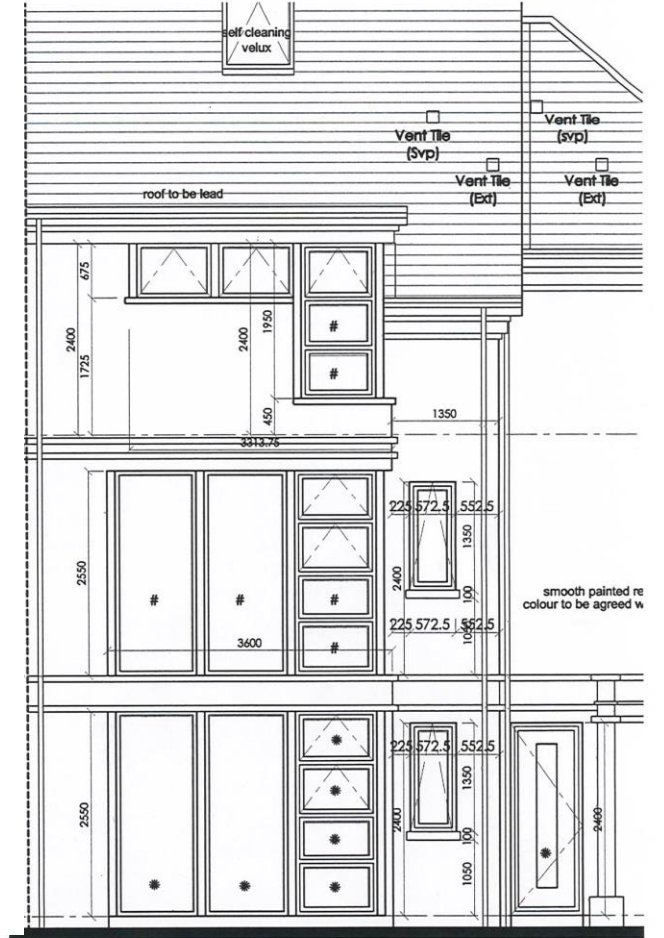 self cleaning
velux
Vent Tile
(Svp)
Vent Tile
(svp)
Vent Tile
(Ext)
Vent Tile
(Ext)
roof to be lead
675
2400
1725
2400
1950
450
#
#
1350
3313.75
2550
#
#
#
#
225 572.5 552.5
1350
2400
100
smooth painted re
colour to be agreed w
225 572.5 552.5
3600
2550
225 572.5 552.5
1350
2400
100
1050
2400